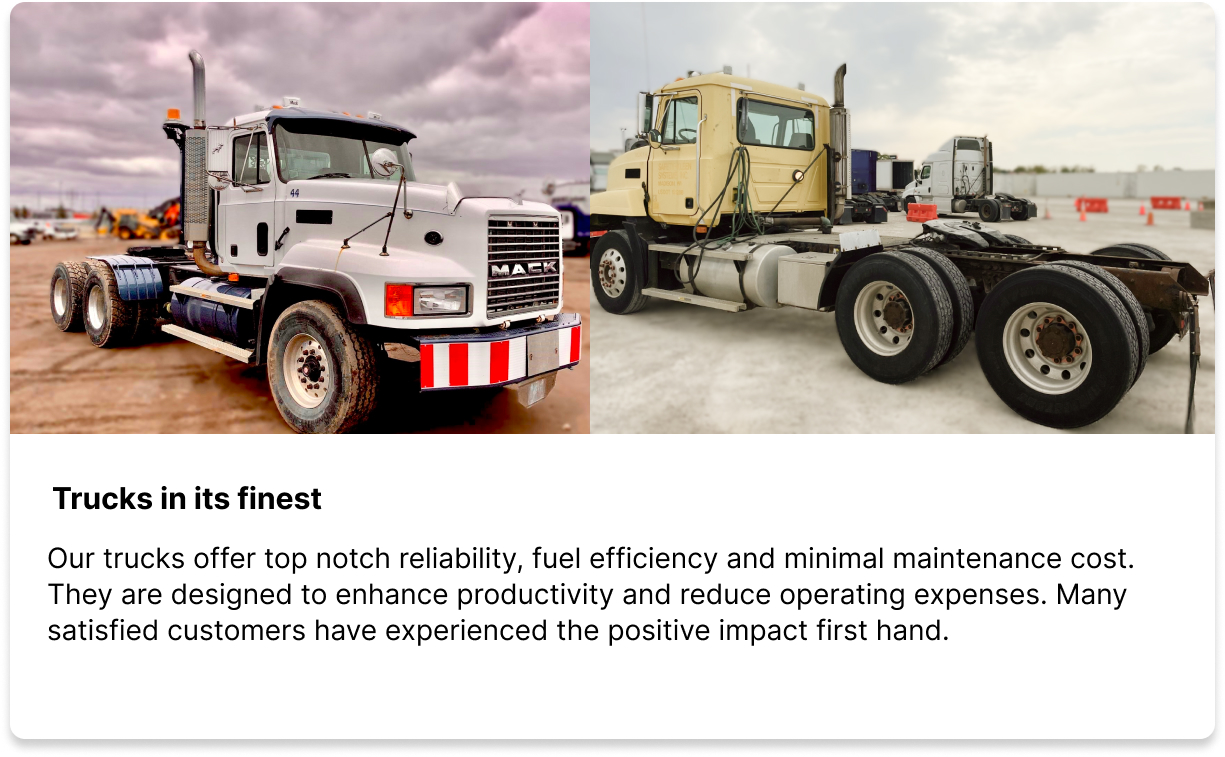 44
MACK
Trucks in its finest
Our trucks offer top notch reliability, fuel efficiency and minimal maintenance cost.
They are designed to enhance productivity and reduce operating expenses. Many
satisfied customers have experienced the positive impact first hand.